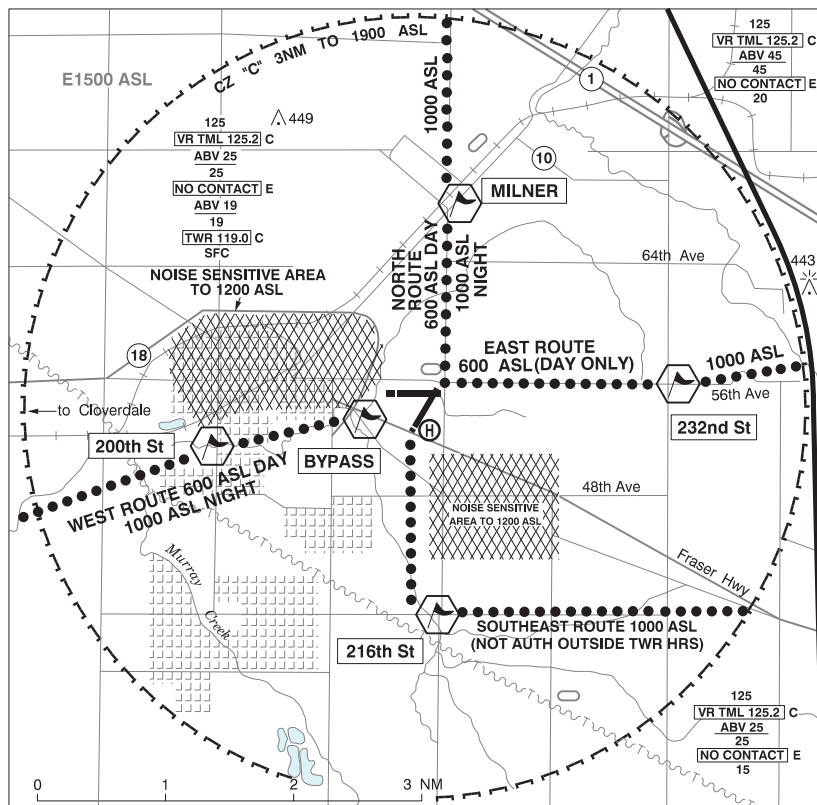 CZ "C" 3NM TO 1900 ASL
E1500 ASL
449
125
VR TML 125.2 C
ABV 25
25
NO CONTACT E
ABV 19
19
TWR 119.0 C
SFC
NOISE SENSITIVE AREA
TO 1200 ASL
1000 ASL
1
10
MILNER
125
VR TML 125.2 C
ABV 45
45
NO CONTACT E
20
NORTH
ROUTE
600 ASL DAY
1000 ASL
NIGHT
64th Ave
443
18
EAST ROUTE
600 ASL (DAY ONLY)
1000 ASL
56th Ave
232nd St
to Cloverdale
200th St
BYPASS
H
WEST ROUTE 600 ASL DAY
1000 ASL NIGHT
48th Ave
NOISE SENSITIVE
AREA TO 1200 ASL
Fraser Hwy
Murray
Creek
216th St
SOUTHEAST ROUTE 1000 ASL
(NOT AUTH OUTSIDE TWR HRS)
125
VR TML 125.2 C
ABV 25
25
NO CONTACT E
15
0 1 2 3 NM